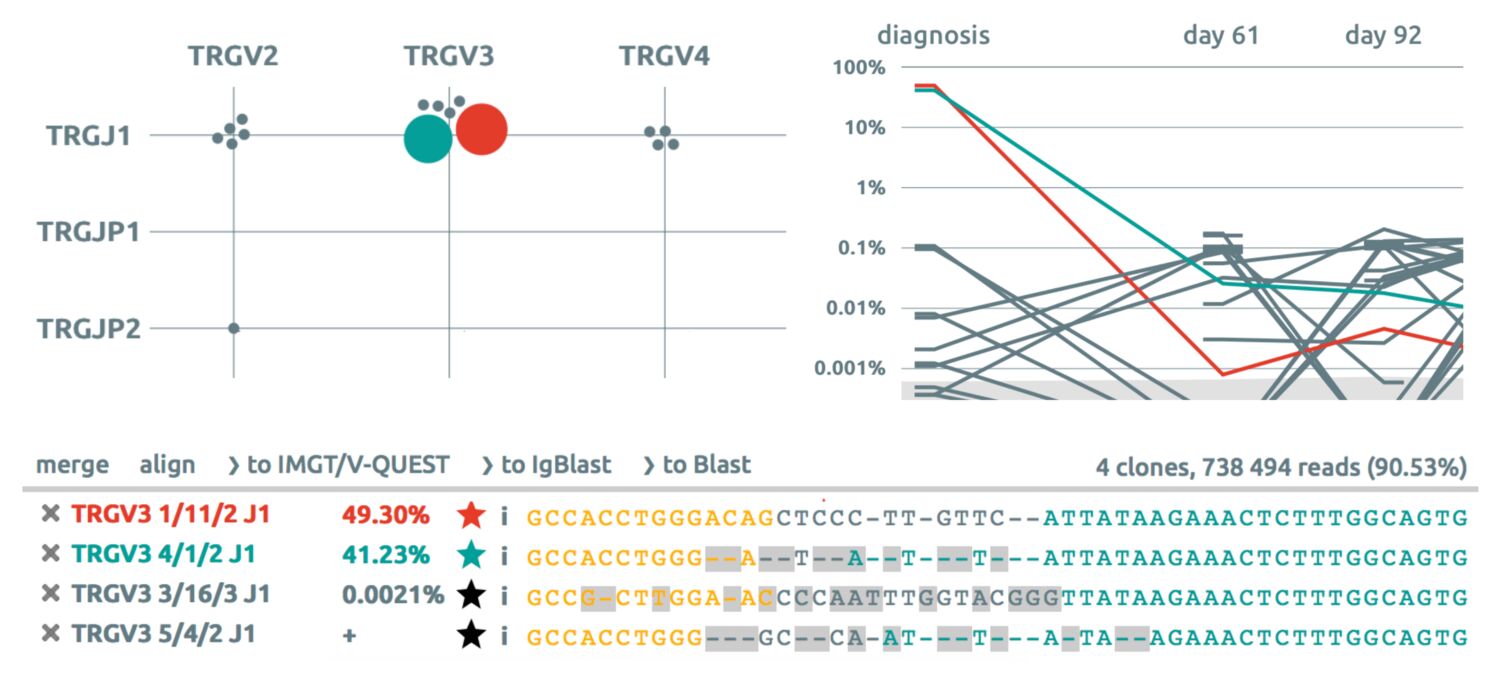 TRGV2 TRGV3 TRGV4
TRGJ1
TRGJP1
TRGJP2
diagnosis day 61 day 92
100%
10%
1%
0.1%
0.01%
0.001%
merge align ❯ to IMGT/V-QUEST ❯ to IgBlast ❯ to Blast 4 clones, 738 494 reads (90.53%)
✖ TRGV3 1/11/2 J1 49.30% ★ i GCCACCTGGGACAGCTCCC-TT-GTTC--ATTATAAGAAACTCTTTGGCAGTG
✖ TRGV3 4/1/2 J1 41.23% ★ i GCCACCTGGG--A--T--A--T---T---ATTATAAGAAACTCTTTGGCAGTG
✖ TRGV3 3/16/3 J1 0.0021% ★ i GCCG-CTTGGA-ACCCCAATTTGGTACGGGTTATAAGAAACTCTTTGGCAGTG
✖ TRGV3 5/4/2 J1 + ★ i GCCACCTGGG---GC--CA-AT---T---A-TA--AGAAACTCTTTGGCAGTG